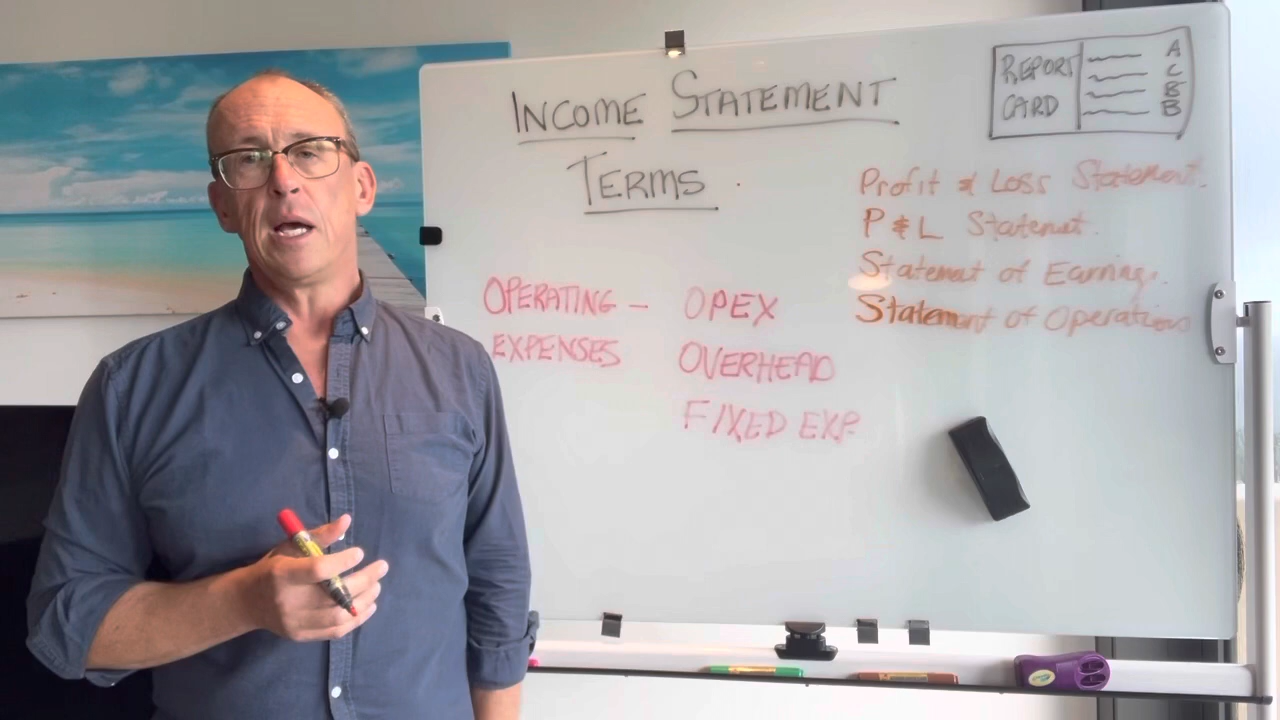 INCOME STATEMENT
TERMS
REPORT
CARD
A
C
B
B
Profit & Loss Statement.
P & L Statement.
Statement of Earning.
Statement of Operations
OPERATING - OPEX
EXPENSES OVERHEAD
FIXED EXP.